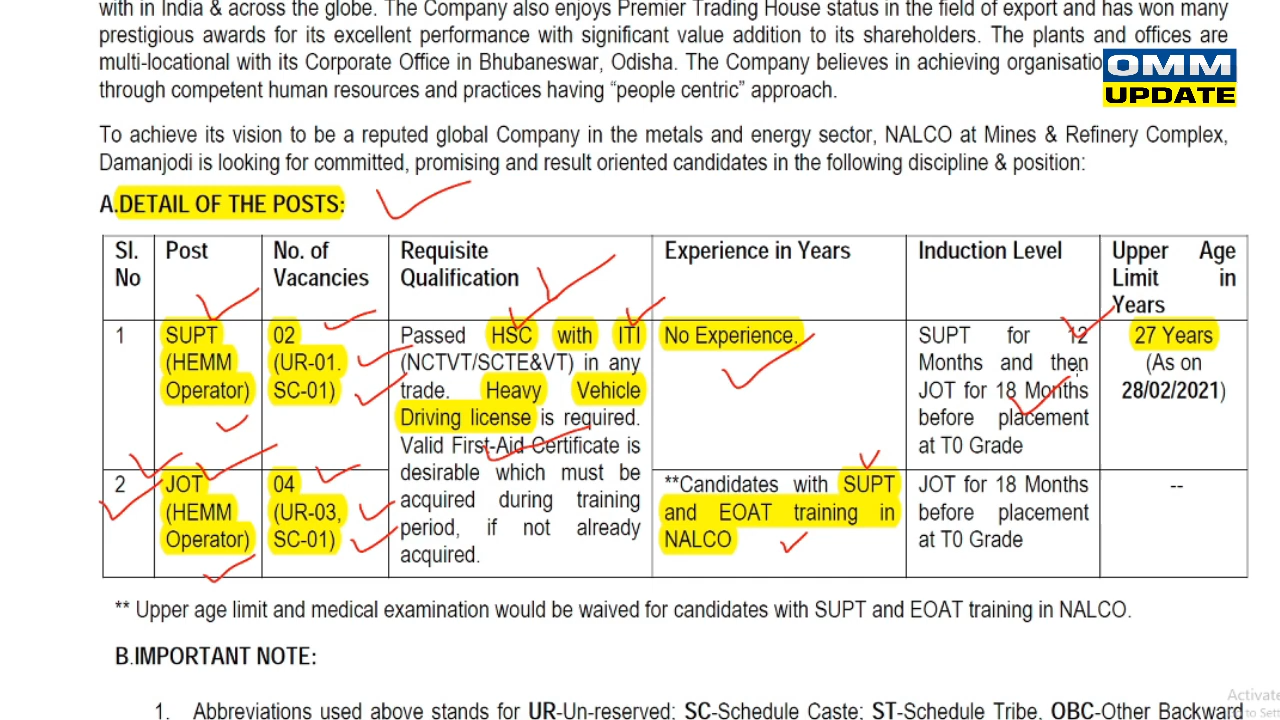 with in India & across the globe. The Company also enjoys Premier Trading House status in the field of export and has won many
prestigious awards for its excellent performance with significant value addition to its shareholders. The plants and offices are
multi-locational with its Corporate Office in Bhubaneswar, Odisha. The Company believes in achieving
through competent human resources and practices having “people centric” approach.
OMM
UPDATE
To achieve its vision to be a reputed global Company in the metals and energy sector, NALCO at Mines & Refinery Complex,
Damanjodi is looking for committed, promising and result oriented candidates in the following discipline & position:
A.DETAIL OF THE POSTS:
Sl. No
Post
No. of Vacancies
Requisite Qualification
Experience in Years
Induction Level
Upper Age Limit in Years
1
SUPT
(HEMM
Operator)
02
(UR-01.
SC-01)
Passed HSC with ITI
(NCTVT/SCTE&VT) in any
trade. Heavy Vehicle
Driving license is required.
Valid First-Aid Certificate is
desirable which must be
acquired during training
period, if not already
acquired.
No Experience.
SUPT for 12
Months and then
JOT for 18 Months
before placement
at T0 Grade
27 Years
(As on
28/02/2021)
2
JOT
(HEMM
Operator)
04
(UR-03,
SC-01)
**Candidates with SUPT
and EOAT training in
NALCO
JOT for 18 Months
before placement
at T0 Grade
--
** Upper age limit and medical examination would be waived for candidates with SUPT and EOAT training in NALCO.
B.IMPORTANT NOTE:
1. Abbreviations used above stands for UR-Un-reserved; SC-Schedule Caste; ST-Schedule Tribe, OBC-Other Backward